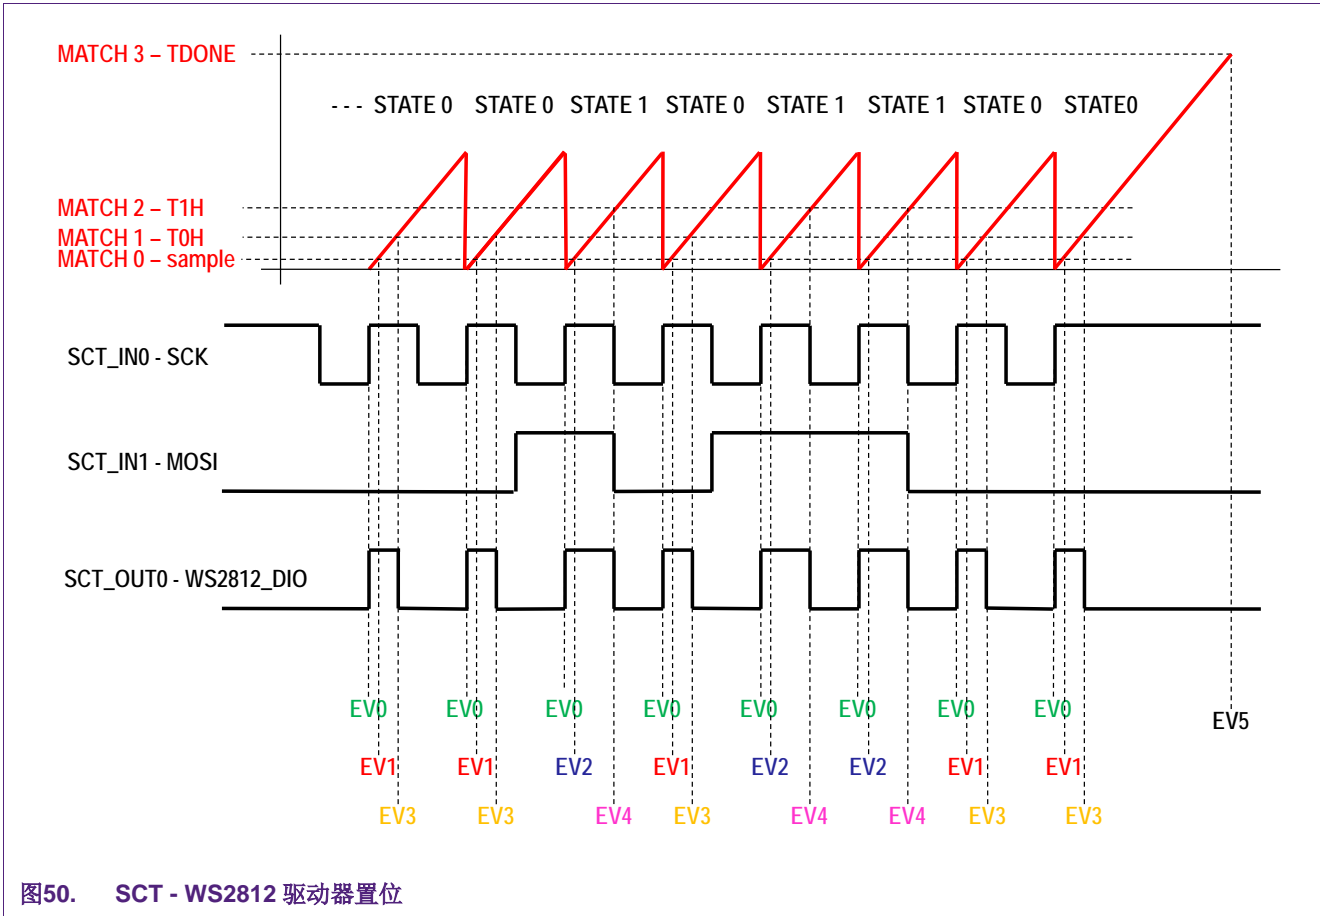 MATCH 3 – TDONE
- - - STATE 0 STATE 0 STATE 1 STATE 0 STATE 1 STATE 1 STATE 0 STATE0
MATCH 2 – T1H
MATCH 1 – T0H
MATCH 0 – sample
SCT_IN0 - SCK
SCT_IN1 - MOSI
SCT_OUT0 - WS2812_DIO
EV0 EV0 EV0 EV0 EV0 EV0 EV0 EV0
EV5
EV1 EV1 EV2 EV1 EV2 EV2 EV1 EV1
EV3 EV3 EV4 EV3 EV4 EV4 EV3 EV3
图50. SCT - WS2812 驱动器置位